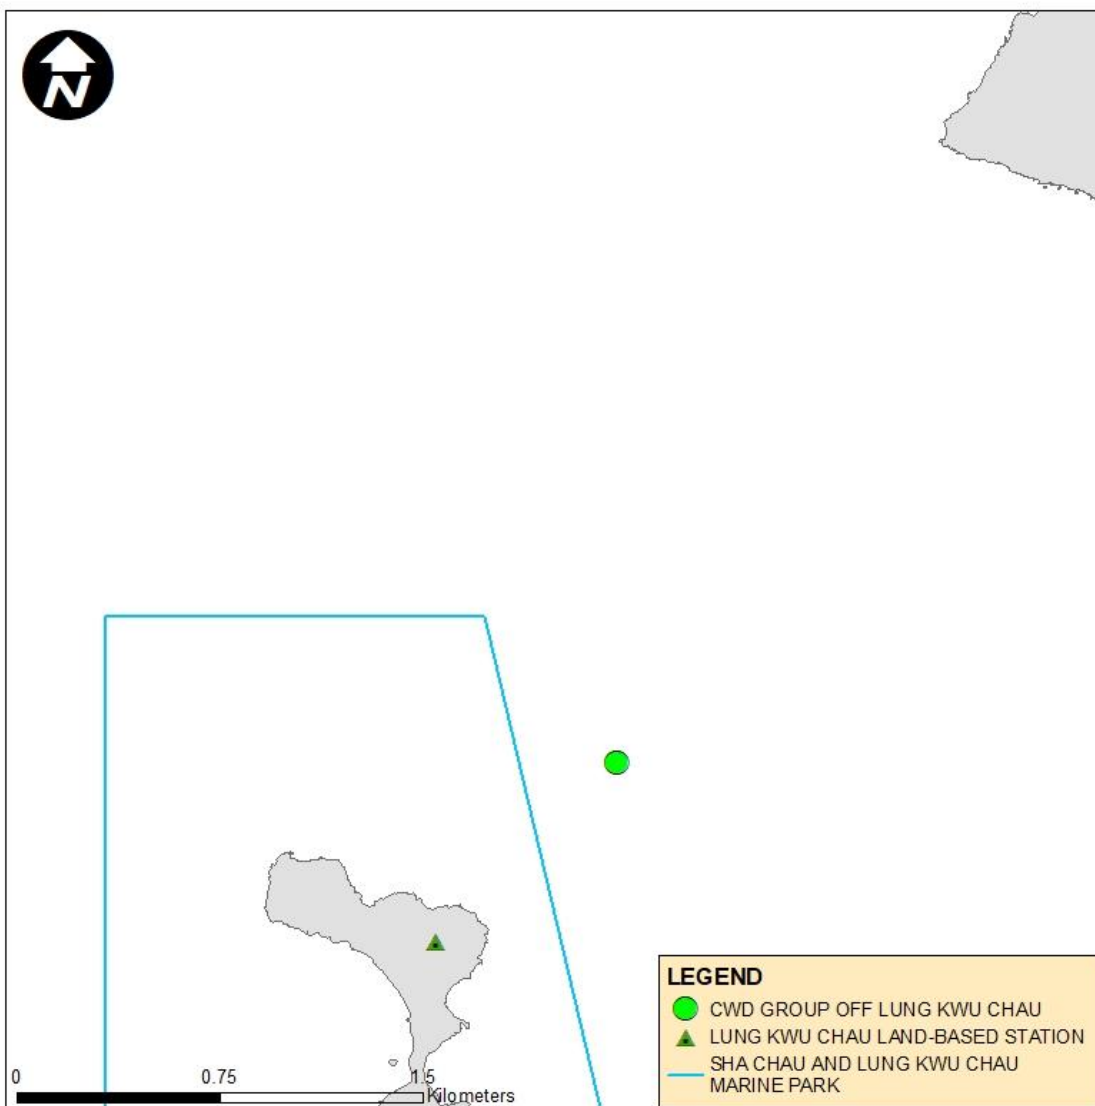 N
LEGEND
CWD GROUP OFF LUNG KWU CHAU
LUNG KWU CHAU LAND-BASED STATION
SHA CHAU AND LUNG KWU CHAU
MARINE PARK
0 0.75 1.5
Kilometers